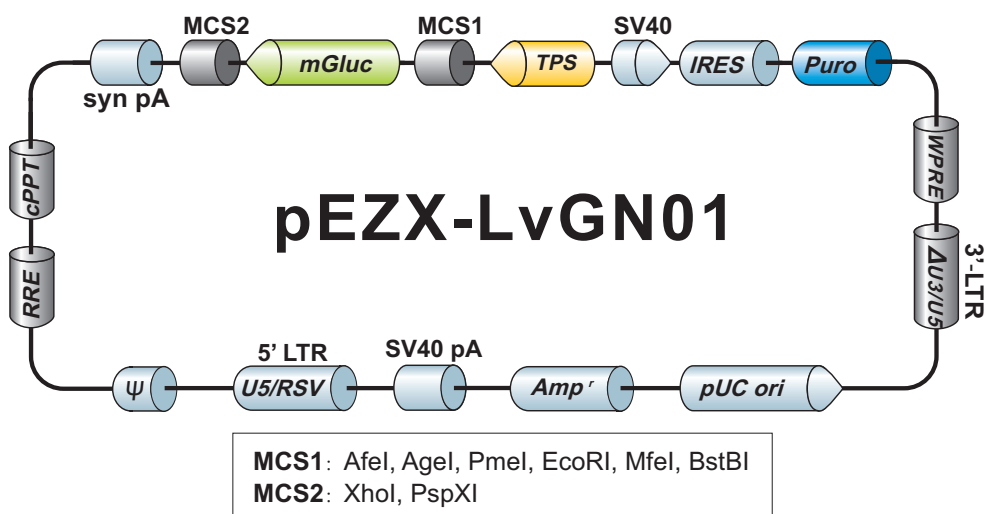 MCS2
MCS1
SV40
mGluc
TPS
IRES
Puro
syn pA
cPPT
WPRE
pEZX-LvGN01
RRE
ΔU3/U5
3'-LTR
5' LTR
SV40 pA
Ψ
U5/RSV
Amp r
pUC ori
MCS1: AfeI, AgeI, PmeI, EcoRI, MfeI, BstBI
MCS2: XhoI, PspXI